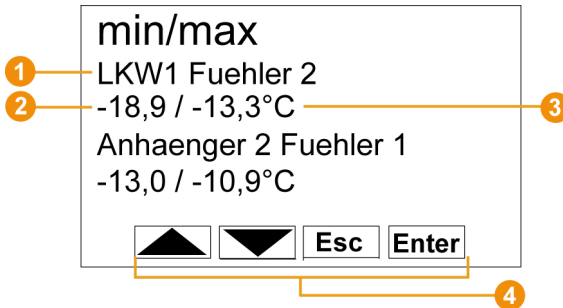 min/max
1 LKW1 Fuehler 2
2 -18,9 / -13,3°C 3
Anhaenger 2 Fuehler 1
-13,0 / -10,9°C
Esc Enter
4